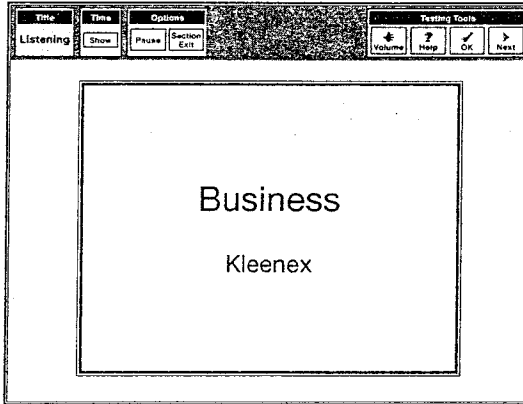 Title Time Options Testing Tools
Listening Show Pause Section Exit Volume Help OK Next
Business
Kleenex